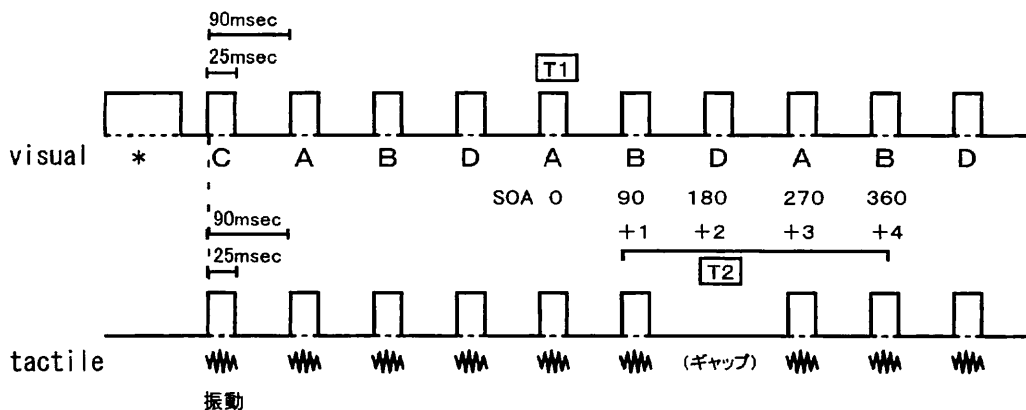 90msec
25msec
T1
visual * C A B D A B D A B D
SOA 0 90 180 270 360
+1 +2 +3 +4
90msec
25msec
T2
tactile (ギャップ)
振動